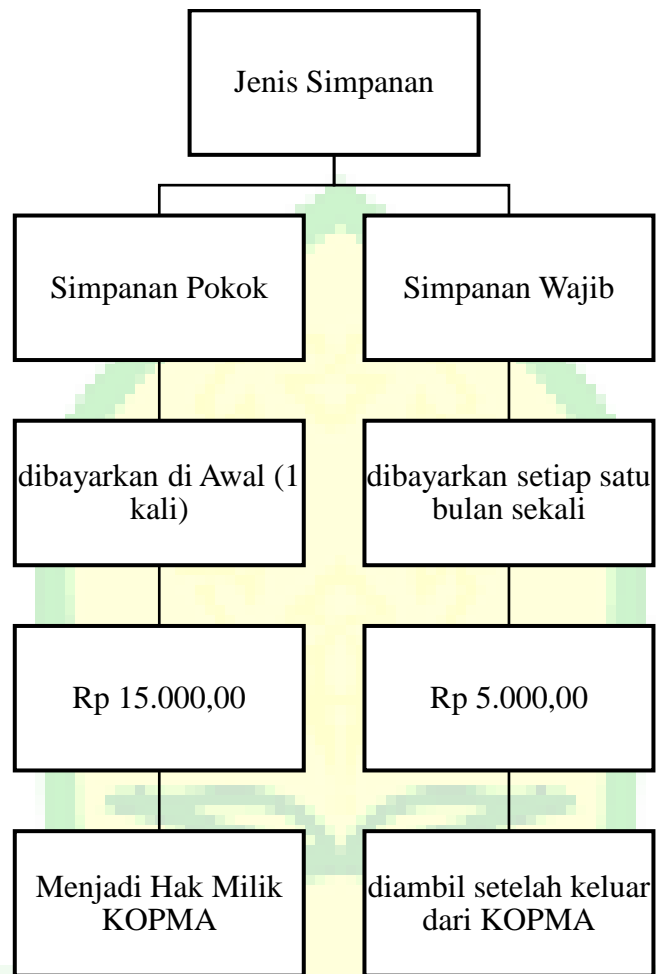 Jenis Simpanan
Simpanan Pokok
Simpanan Wajib
dibayarkan di Awal (1
kali)
dibayarkan setiap satu
bulan sekali
Rp 15.000,00
Rp 5.000,00
Menjadi Hak Milik
KOPMA
diambil setelah keluar
dari KOPMA